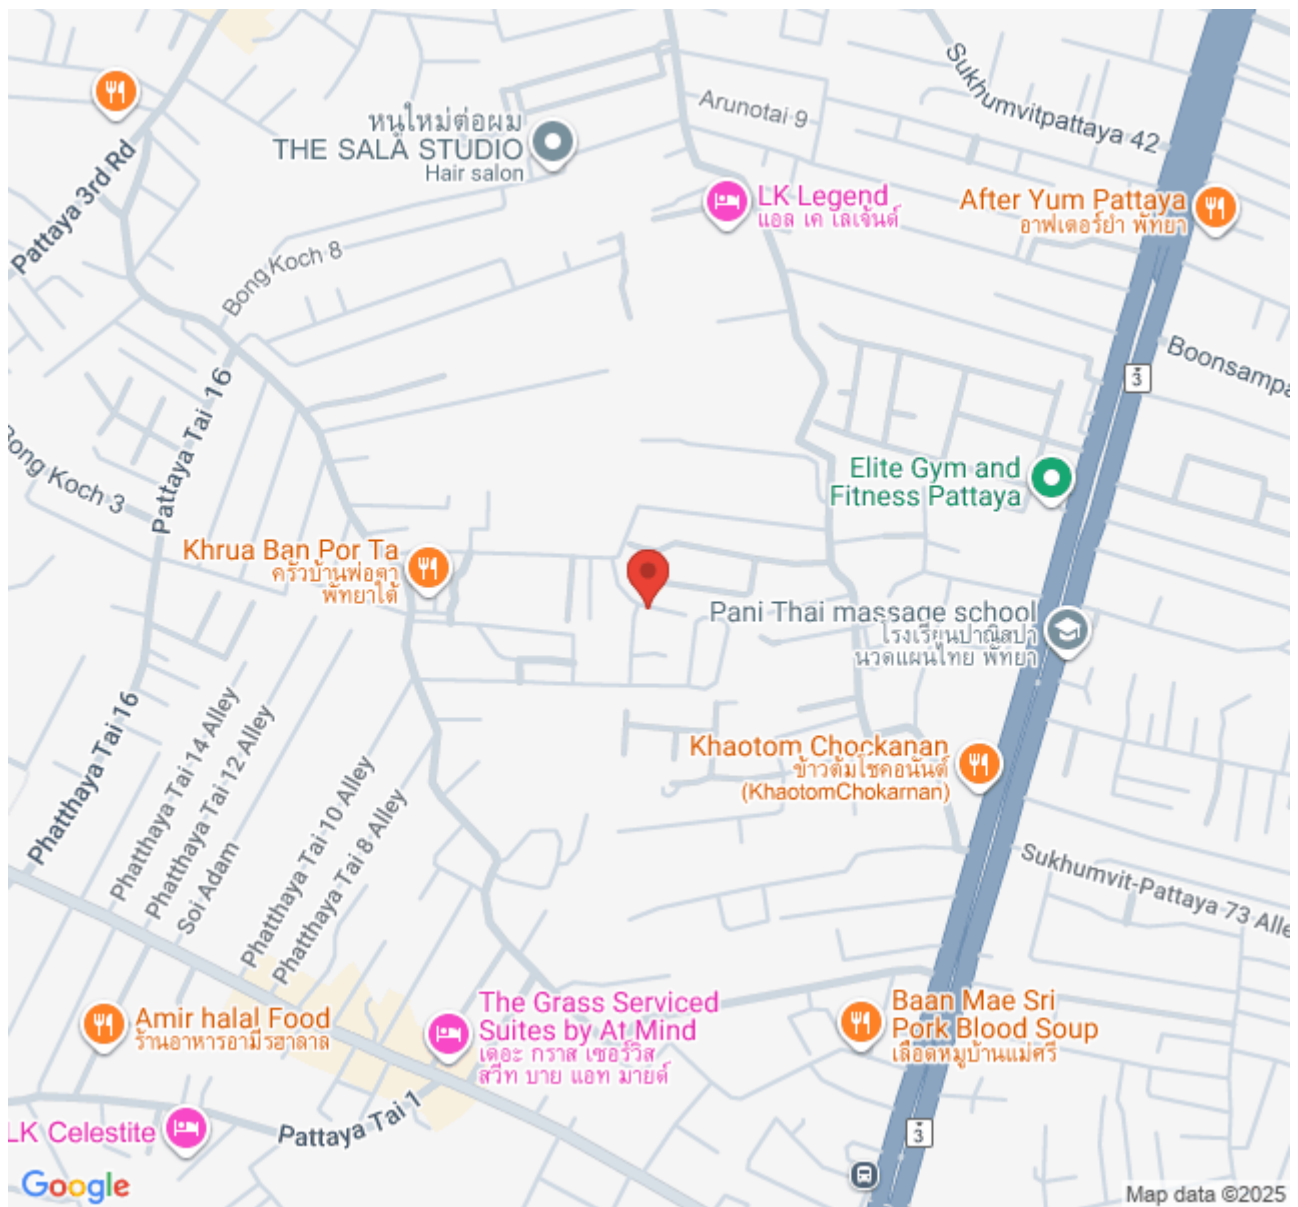 Sukhumvitpattaya 42
Arunotai 9
หนูใหม่ต่อผม
THE SALA STUDIO
Hair salon
Pattaya 3rd Rd
LK Legend
แอล เค เลเจ้นด์
After Yum Pattaya
อาฟเตอร์ยำ พัทยา
Bong Koch 8
Boonsampa
3
Pattaya Tai 16
Bong Koch 3
Elite Gym and
Fitness Pattaya
Khrua Ban Por Ta
ครัวบ้านพ่อตา
พัทยาใต้
Pani Thai massage school
โรงเรียนปาณิสปา
นวดแผนไทย พัทยา
Phatthaya Tai 16
Phatthaya Tai 14 Alley
Phatthaya Tai 12 Alley
Soi Adam
Phatthaya Tai 10 Alley
Phatthaya Tai 8 Alley
Khaotom Chockanan
ข้าวต้มโชคอนันต์
(KhaotomChokarnan)
Sukhumvit-Pattaya 73 Alle
Amir halal Food
ร้านอาหารอามีรฮาลาล
The Grass Serviced
Suites by At Mind
เดอะ กราส เซอร์วิส
สวีท บาย แอท มายด์
Baan Mae Sri
Pork Blood Soup
เลือดหมูบ้านแม่ศรี
LK Celestite
Pattaya Tai 1
3
Google
Map data ©2025